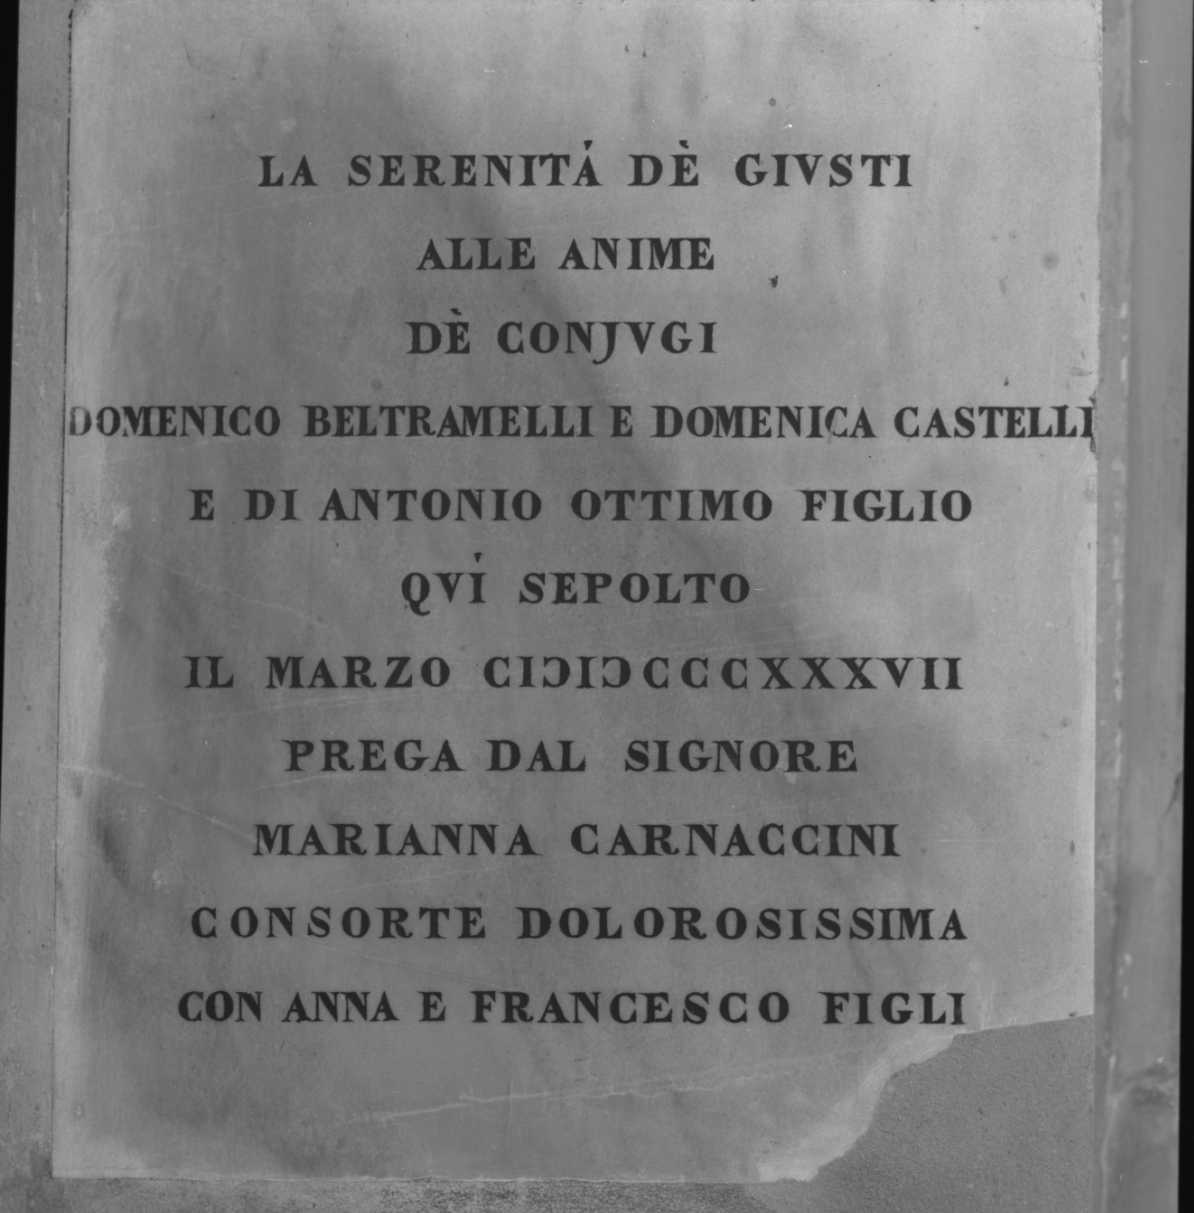 LA SERENITÁ DÈ GIVSTI
ALLE ANIME
DÈ CONJVGI
DOMENICO BELTRAMELLI E DOMENICA CASTELLI
E DI ANTONIO OTTIMO FIGLIO
QVÍ SEPOLTO
IL MARZO CIↃIↃCCCXXXVII
PREGA DAL SIGNORE
MARIANNA CARNACCINI
CONSORTE DOLOROSISSIMA
CON ANNA E FRANCESCO FIGLI